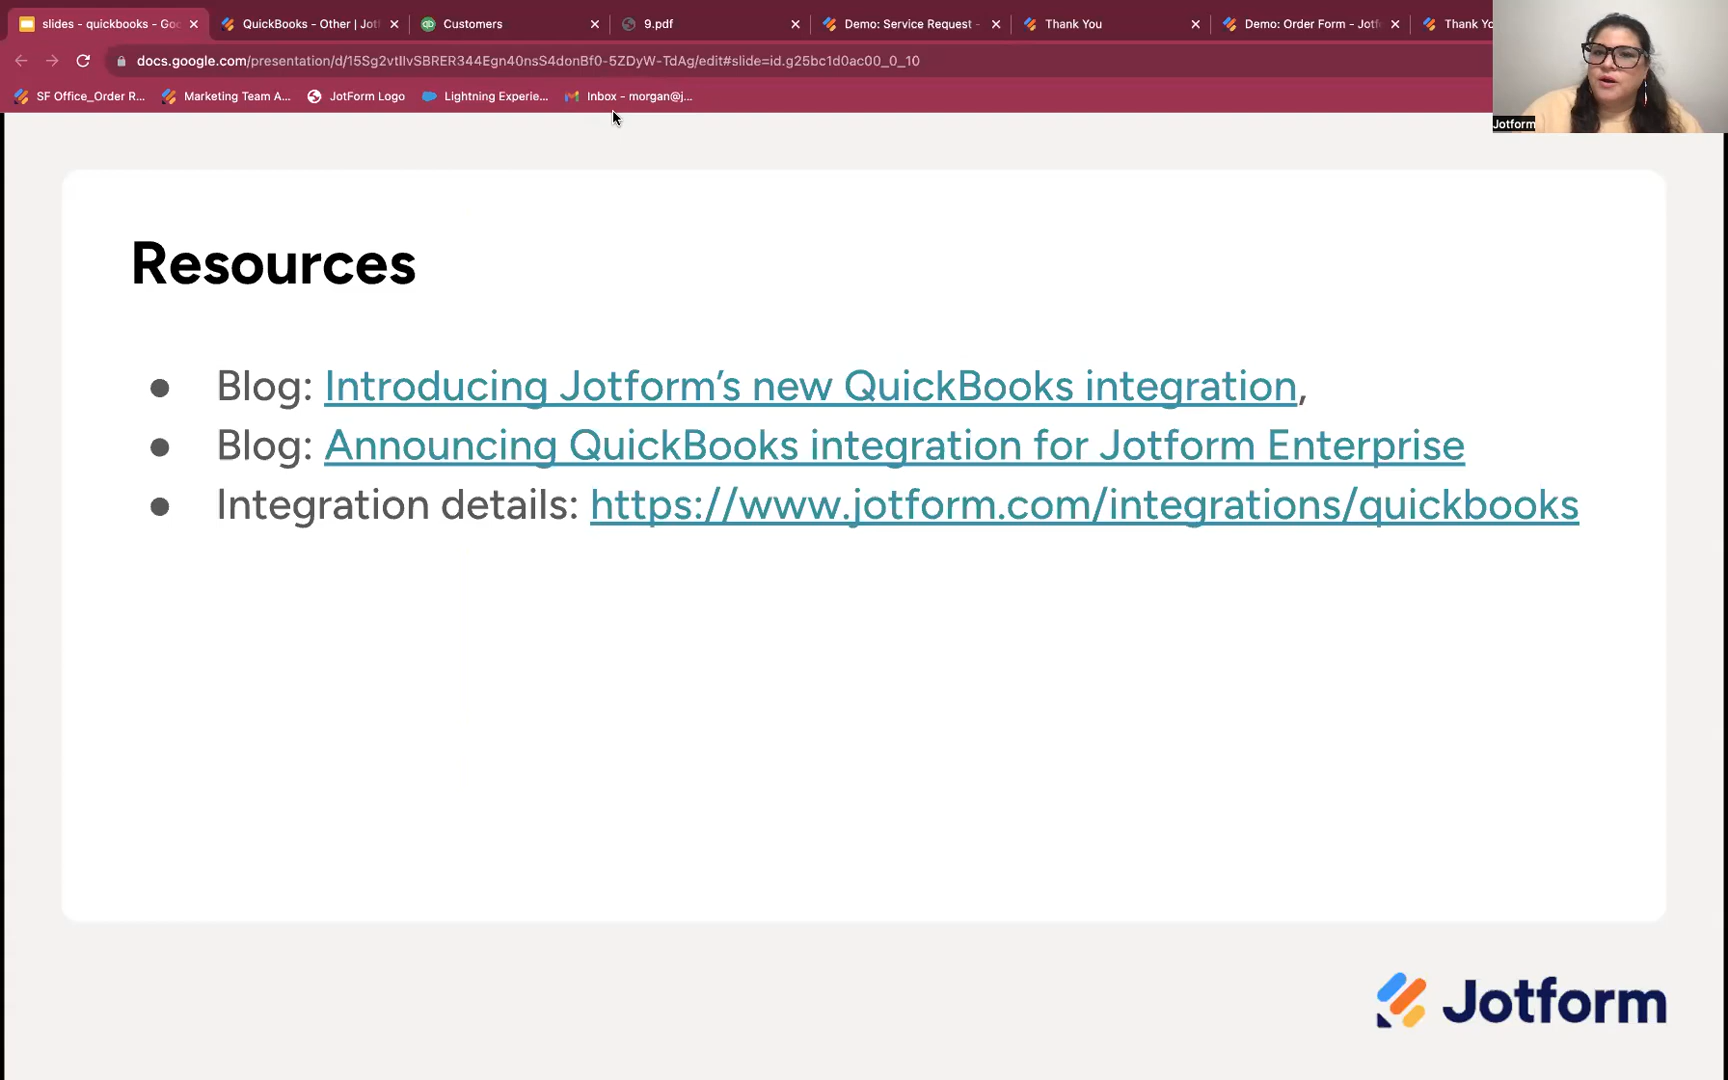 slides - quickbooks - Goo
QuickBooks - Other | Jotf
Customers
9.pdf
Demo: Service Request -
Thank You
Demo: Order Form - Jotf
Thank Yo
docs.google.com/presentation/d/15Sg2vtIlvSBRER344Egn40nsS4donBf0-5ZDyW-TdAg/edit#slide=id.g25bc1d0ac00_0_10
SF Office_Order R...
Marketing Team A...
JotForm Logo
Lightning Experie...
Inbox - morgan@j...
Jotform
Resources
● Blog: Introducing Jotform’s new QuickBooks integration,
● Blog: Announcing QuickBooks integration for Jotform Enterprise
● Integration details: https://www.jotform.com/integrations/quickbooks
Jotform